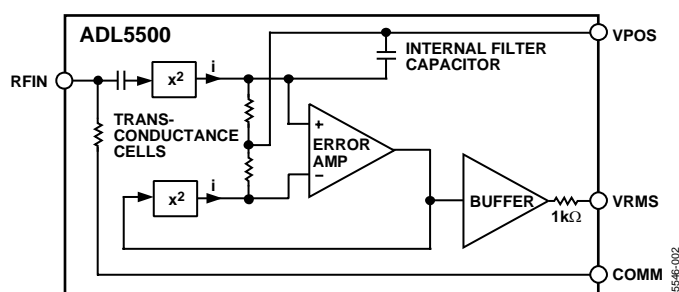 ADL5500
VPOS
INTERNAL FILTER
CAPACITOR
RFIN
x²
i
TRANS-
CONDUCTANCE
CELLS
+
ERROR
AMP
−
x²
i
BUFFER
1kΩ
VRMS
COMM
5546-002